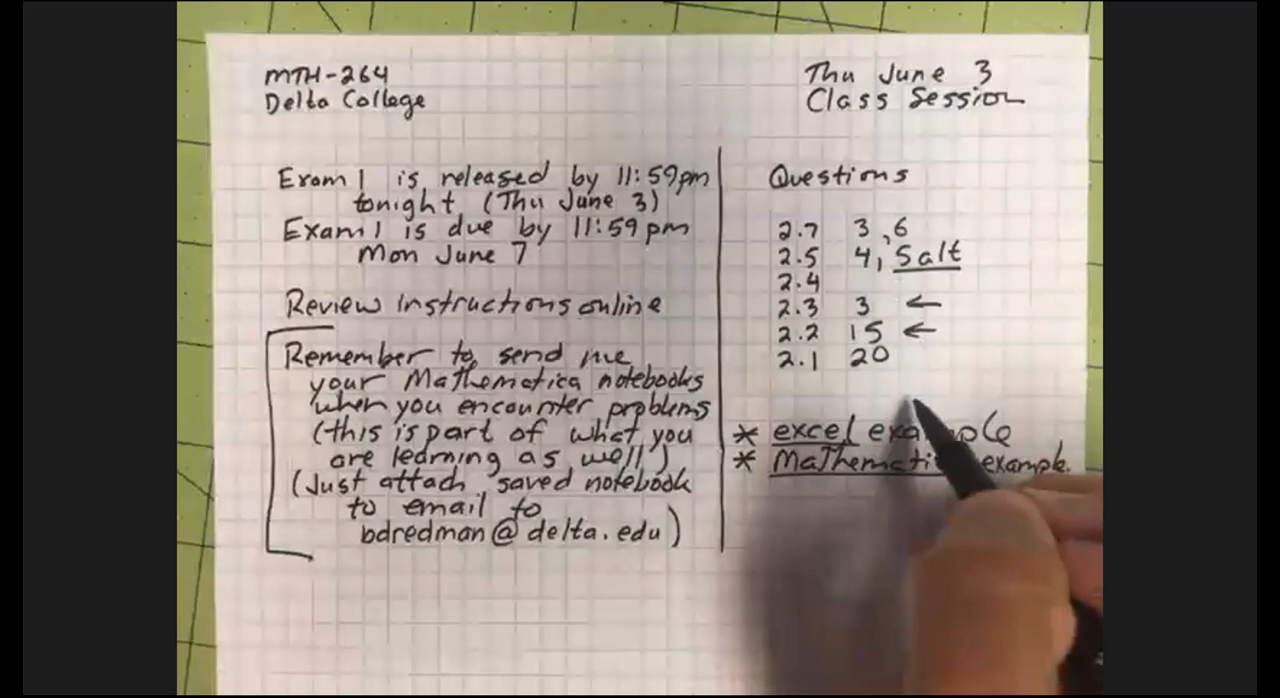 MTH-264
Delta College
Thu June 3
Class Session
Exam 1 is released by 11:59pm
tonight (Thu June 3)
Exam 1 is due by 11:59pm
Mon June 7
Review instructions online
Remember to send me
your Mathematica notebooks
when you encounter problems
(this is part of what you
are learning as well)
(Just attach saved notebook
to email to
bdredman@delta.edu)
Questions
2.7 3, 6
2.5 4, Salt
2.4
2.3 3 ←
2.2 15 ←
2.1 20
* excel example
* Mathematica example